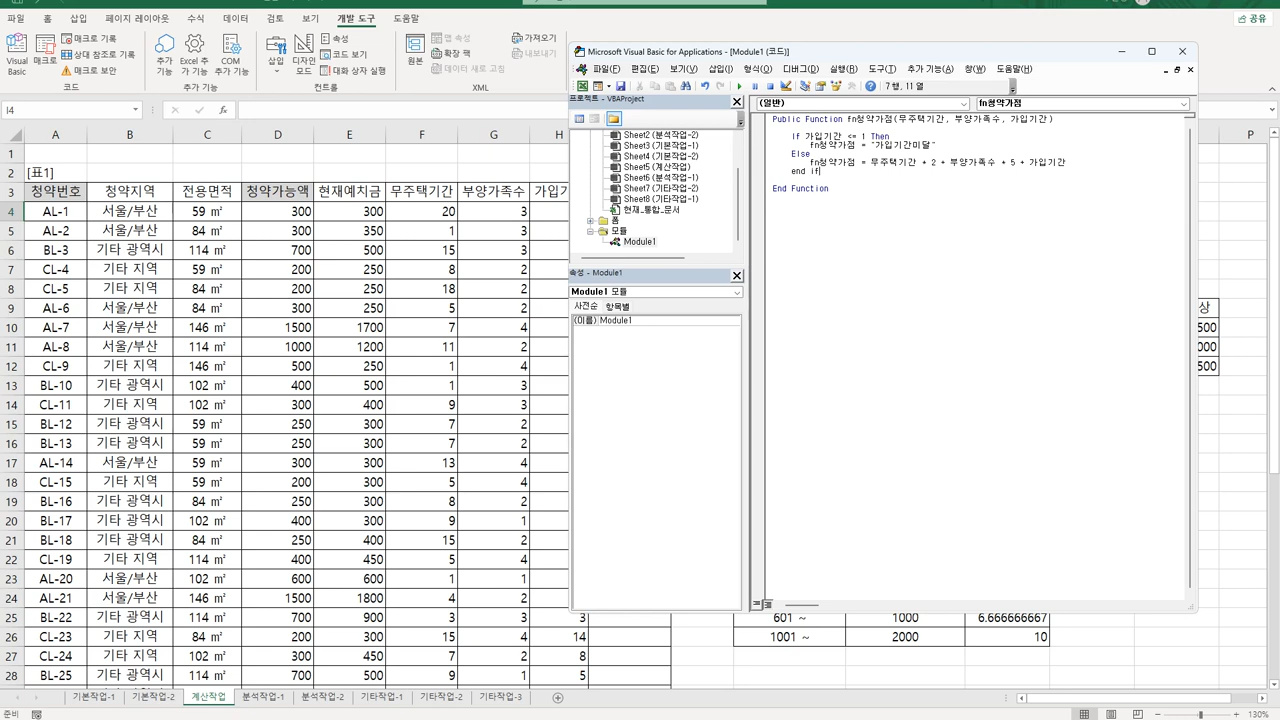 파일 홈 삽입 페이지 레이아웃 수식 데이터 검토 보기 개발 도구 도움말 공유
Visual Basic
매크로
매크로 기록
상대 참조로 기록
매크로 보안
코드
추가 기능
Excel 추가 기능
COM 추가 기능
추가 기능
삽입
디자인 모드
속성
코드 보기
대화 상자 실행
컨트롤
원본
맵 속성
확장 팩
데이터 새로 고침
가져오기
내보내기
XML
I4
fx
A B C D E F G H P
1
2 [표1]
3 청약번호 청약지역 전용면적 청약가능액 현재예치금 무주택기간 부양가족수 가입기
4 AL-1 서울/부산 59 ㎡ 300 300 20 3
5 AL-2 서울/부산 84 ㎡ 300 350 1 3
6 BL-3 기타 광역시 114 ㎡ 700 500 15 3
7 CL-4 기타 지역 59 ㎡ 200 250 8 2
8 CL-5 기타 지역 84 ㎡ 200 250 18 2
9 AL-6 서울/부산 84 ㎡ 300 300 5 2
10 AL-7 서울/부산 146 ㎡ 1500 1700 7 4
11 AL-8 서울/부산 114 ㎡ 1000 1200 11 2
12 CL-9 기타 지역 146 ㎡ 500 250 1 4
13 BL-10 기타 광역시 102 ㎡ 400 500 1 3
14 CL-11 기타 지역 102 ㎡ 300 400 9 3
15 BL-12 기타 광역시 59 ㎡ 250 300 7 2
16 BL-13 기타 광역시 59 ㎡ 250 300 7 2
17 AL-14 서울/부산 59 ㎡ 300 300 13 4
18 CL-15 기타 지역 59 ㎡ 200 300 5 4
19 BL-16 기타 광역시 84 ㎡ 250 300 8 2
20 BL-17 기타 광역시 102 ㎡ 400 300 9 1
21 BL-18 기타 광역시 84 ㎡ 250 400 15 2
22 CL-19 기타 지역 114 ㎡ 400 450 5 4
23 AL-20 서울/부산 102 ㎡ 600 600 1 1
24 AL-21 서울/부산 146 ㎡ 1500 1800 4 2
25 BL-22 기타 광역시 114 ㎡ 700 900 3 3 3 601 ~ 1000 6.666666667
26 CL-23 기타 지역 84 ㎡ 200 300 15 4 14 1001 ~ 2000 10
27 CL-24 기타 지역 102 ㎡ 300 450 7 2 8
28 BL-25 기타 광역시 114 ㎡ 700 500 9 1 5
상
500
000
500
Microsoft Visual Basic for Applications - [Module1 (코드)]
파일(F) 편집(E) 보기(V) 삽입(I) 형식(O) 디버그(D) 실행(R) 도구(T) 추가 기능(A) 창(W) 도움말(H)
7 행, 11 열
프로젝트 - VBAProject
Sheet2 (분석작업-2)
Sheet3 (기본작업-1)
Sheet4 (기본작업-2)
Sheet5 (계산작업)
Sheet6 (분석작업-1)
Sheet7 (기타작업-2)
Sheet8 (기타작업-1)
현재_통합_문서
폼
모듈
Module1
속성 - Module1
Module1 모듈
사전순 항목별
(이름) Module1
(일반) fn청약가점
Public Function fn청약가점(무주택기간, 부양가족수, 가입기간)
If 가입기간 <= 1 Then
fn청약가점 = "가입기간미달"
Else
fn청약가점 = 무주택기간 + 2 + 부양가족수 + 5 + 가입기간
end if
End Function
기본작업-1 기본작업-2 계산작업 분석작업-1 분석작업-2 기타작업-1 기타작업-2 기타작업-3
준비 130%